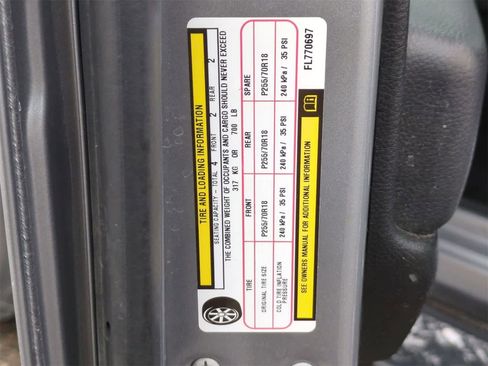 TIRE AND LOADING INFORMATION
SEATING CAPACITY - TOTAL 4 FRONT 2 REAR 2
THE COMBINED WEIGHT OF OCCUPANTS AND CARGO SHOULD NEVER EXCEED
317 KG OR 700 LB
TIRE FRONT REAR SPARE
ORIGINAL TIRE SIZE P255/70R18 P255/70R18 P255/70R18
COLD TIRE INFLATION PRESSURE 240 kPa / 35 PSI 240 kPa / 35 PSI 240 kPa / 35 PSI
SEE OWNERS MANUAL FOR ADDITIONAL INFORMATION
FL770697